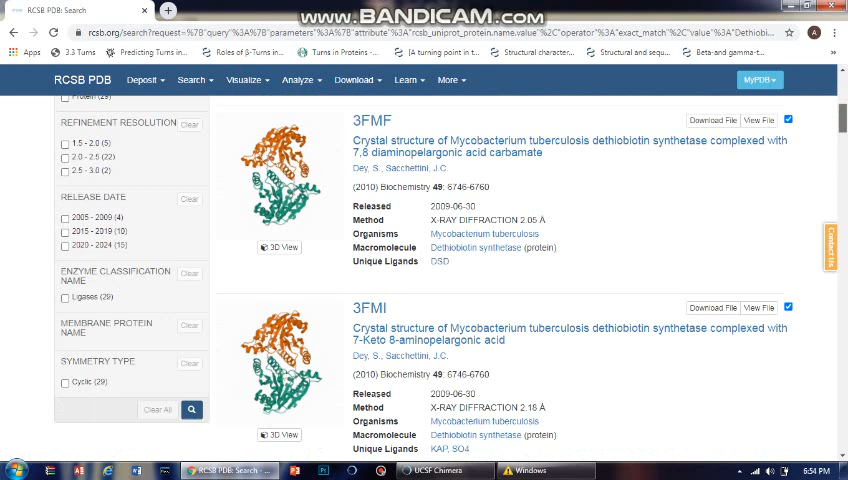 www.BANDICAM.com
RCSB PDB: Search
rcsb.org/search?request=%7B"query"%3A%7B"parameters"%3A%7B"attribute"%3A"rcsb_uniprot_protein.name.value"%2C"operator"%3A"exact_match"%2C"value"%3A"Dethiobi...
Apps 3.3 Turns Predicting Turns in... Roles of β-Turns in... Turns in Proteins -... [A turning point in t... Structural character... Structural and sequ... Beta-and gamma-t...
RCSB PDB Deposit Search Visualize Analyze Download Learn More MyPDB
Protein (29)
REFINEMENT RESOLUTION Clear
1.5 - 2.0 (5)
2.0 - 2.5 (22)
2.5 - 3.0 (2)
RELEASE DATE Clear
2005 - 2009 (4)
2015 - 2019 (10)
2020 - 2024 (15)
ENZYME CLASSIFICATION NAME Clear
Ligases (29)
MEMBRANE PROTEIN NAME Clear
SYMMETRY TYPE Clear
Cyclic (29)
Clear All
3FMF Download File View File
Crystal structure of Mycobacterium tuberculosis dethiobiotin synthetase complexed with
7,8 diaminopelargonic acid carbamate
Dey, S., Sacchettini, J.C.
(2010) Biochemistry 49: 6746-6760
Released 2009-06-30
Method X-RAY DIFFRACTION 2.05 Å
Organisms Mycobacterium tuberculosis
Macromolecule Dethiobiotin synthetase (protein)
Unique Ligands DSD
3D View
3FMI Download File View File
Crystal structure of Mycobacterium tuberculosis dethiobiotin synthetase complexed with
7-Keto 8-aminopelargonic acid
Dey, S., Sacchettini, J.C.
(2010) Biochemistry 49: 6746-6760
Released 2009-06-30
Method X-RAY DIFFRACTION 2.18 Å
Organisms Mycobacterium tuberculosis
Macromolecule Dethiobiotin synthetase (protein)
Unique Ligands KAP, SO4
3D View
Contact Us
RCSB PDB: Search - ... UCSF Chimera Windows 6:54 PM